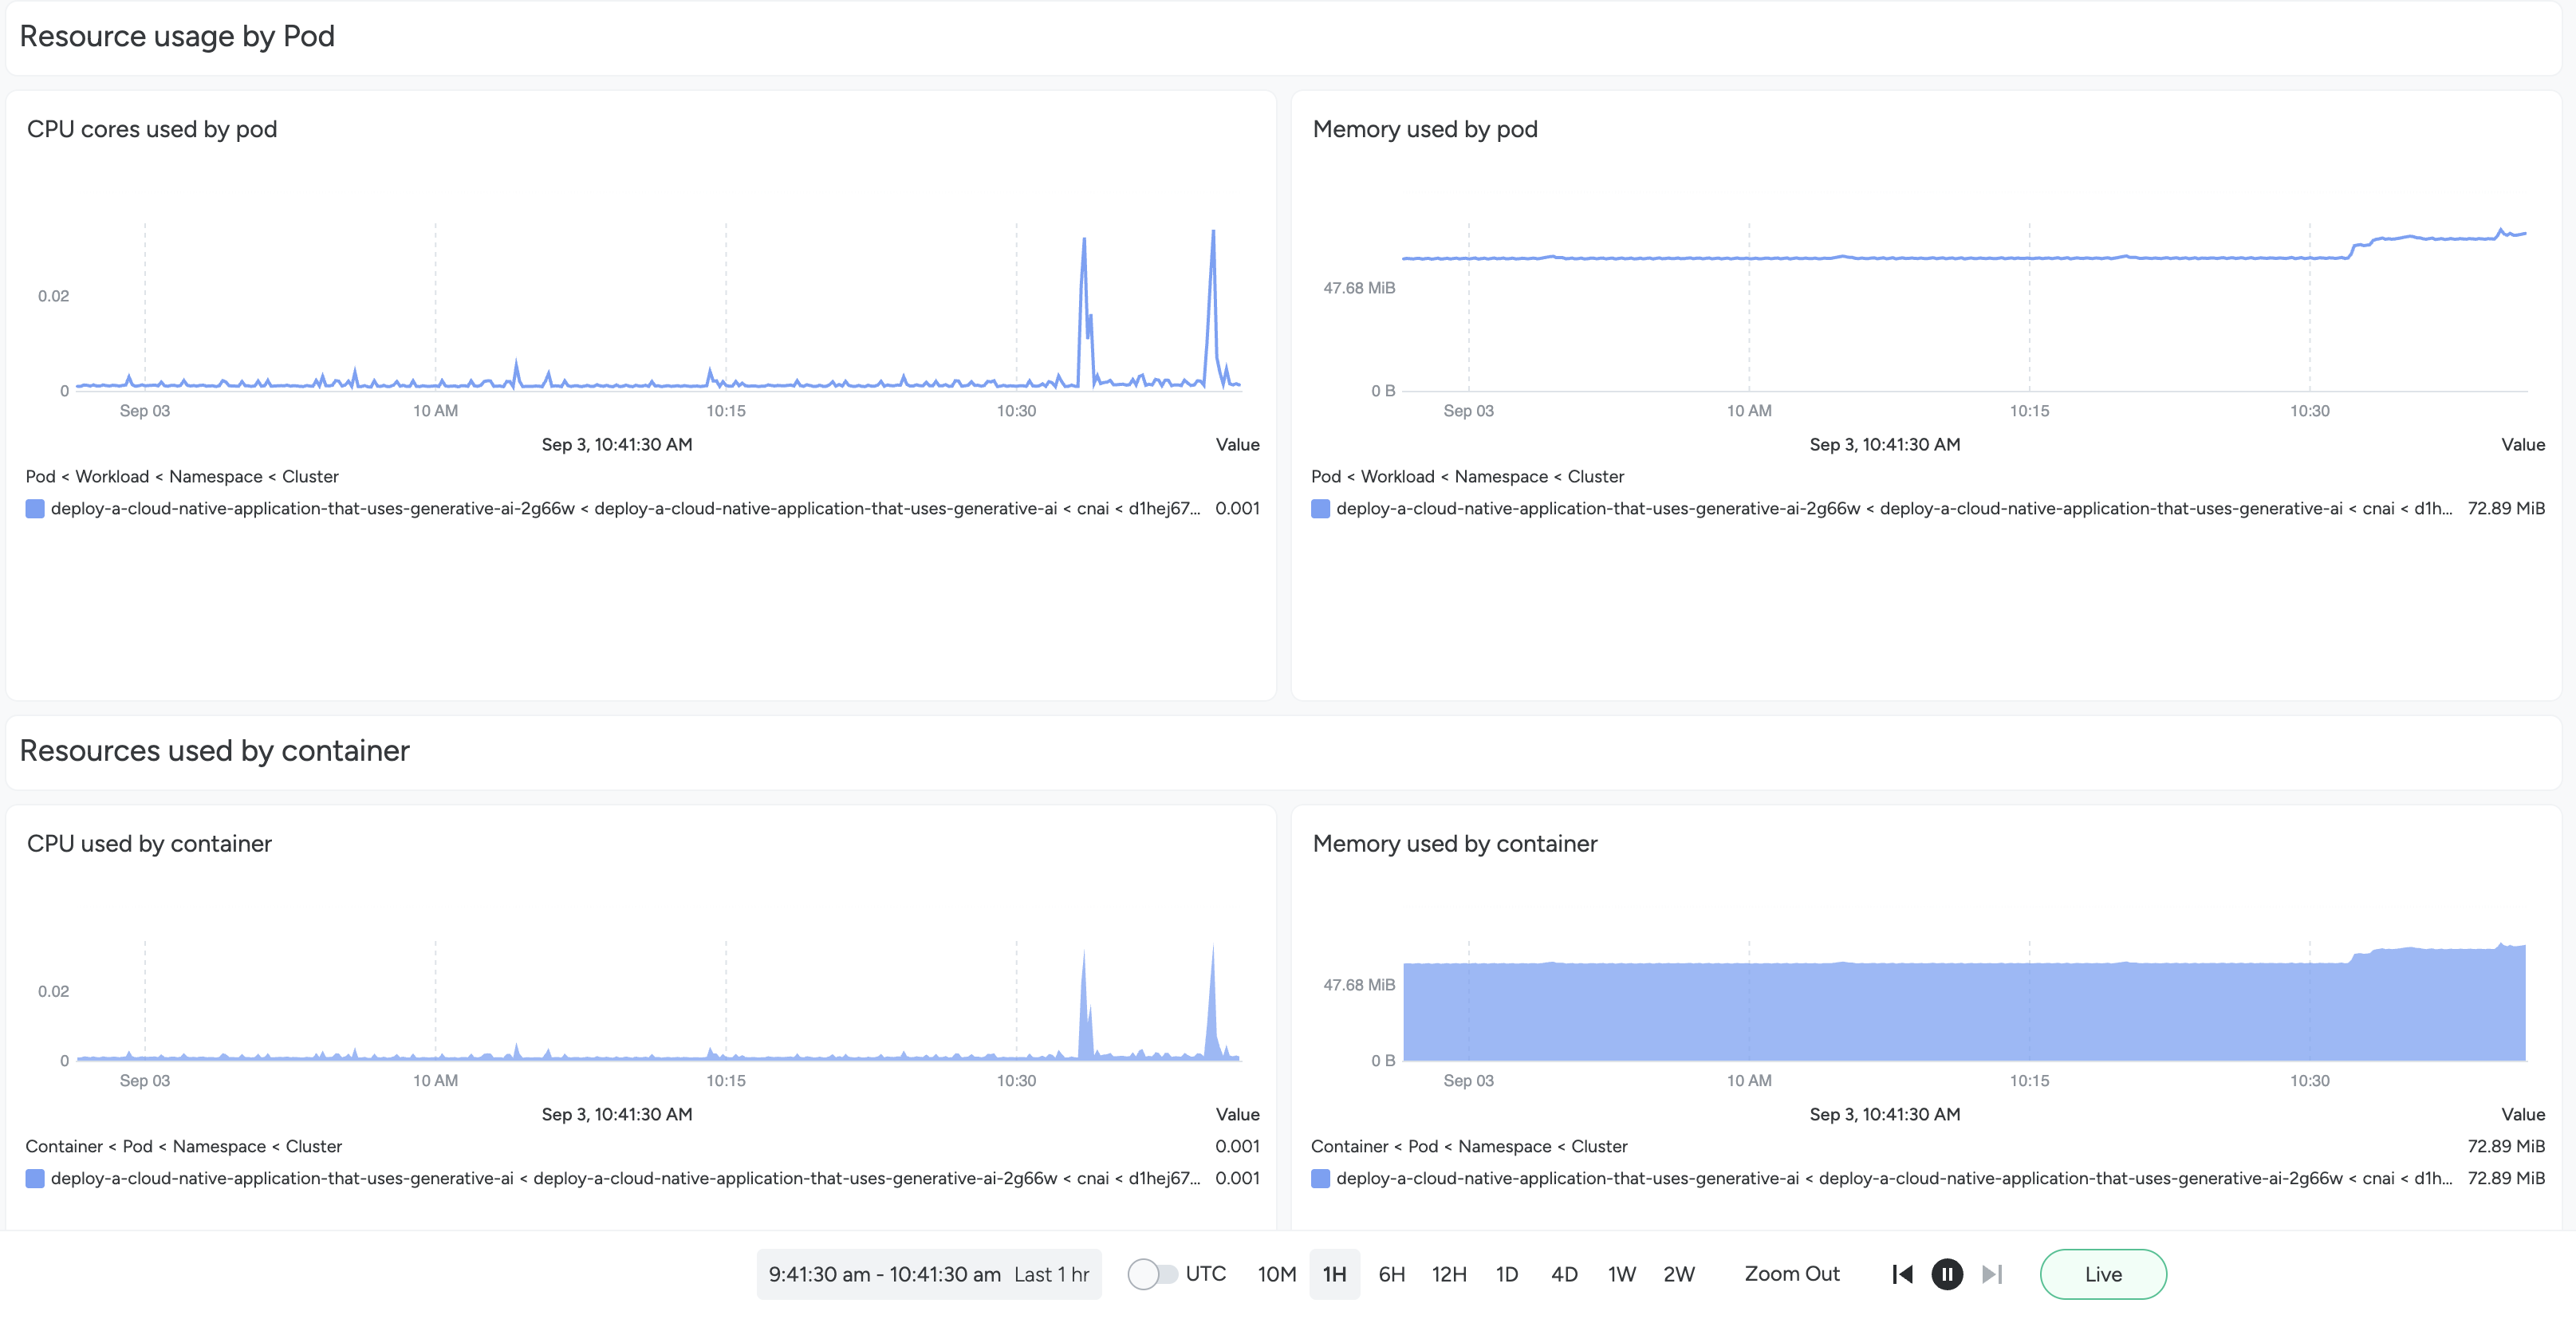 Resource usage by Pod
CPU cores used by pod
0.02
0
Sep 03 10 AM 10:15 10:30
Sep 3, 10:41:30 AM Value
Pod < Workload < Namespace < Cluster
deploy-a-cloud-native-application-that-uses-generative-ai-2g66w < deploy-a-cloud-native-application-that-uses-generative-ai < cnai < d1hej67... 0.001
Memory used by pod
47.68 MiB
0 B
Sep 03 10 AM 10:15 10:30
Sep 3, 10:41:30 AM Value
Pod < Workload < Namespace < Cluster
deploy-a-cloud-native-application-that-uses-generative-ai-2g66w < deploy-a-cloud-native-application-that-uses-generative-ai < cnai < d1h... 72.89 MiB
Resources used by container
CPU used by container
0.02
0
Sep 03 10 AM 10:15 10:30
Sep 3, 10:41:30 AM Value
Container < Pod < Namespace < Cluster 0.001
deploy-a-cloud-native-application-that-uses-generative-ai < deploy-a-cloud-native-application-that-uses-generative-ai-2g66w < cnai < d1hej67... 0.001
Memory used by container
47.68 MiB
0 B
Sep 03 10 AM 10:15 10:30
Sep 3, 10:41:30 AM Value
Container < Pod < Namespace < Cluster 72.89 MiB
deploy-a-cloud-native-application-that-uses-generative-ai < deploy-a-cloud-native-application-that-uses-generative-ai-2g66w < cnai < d1h... 72.89 MiB
9:41:30 am - 10:41:30 am Last 1 hr UTC 10M 1H 6H 12H 1D 4D 1W 2W Zoom Out Live